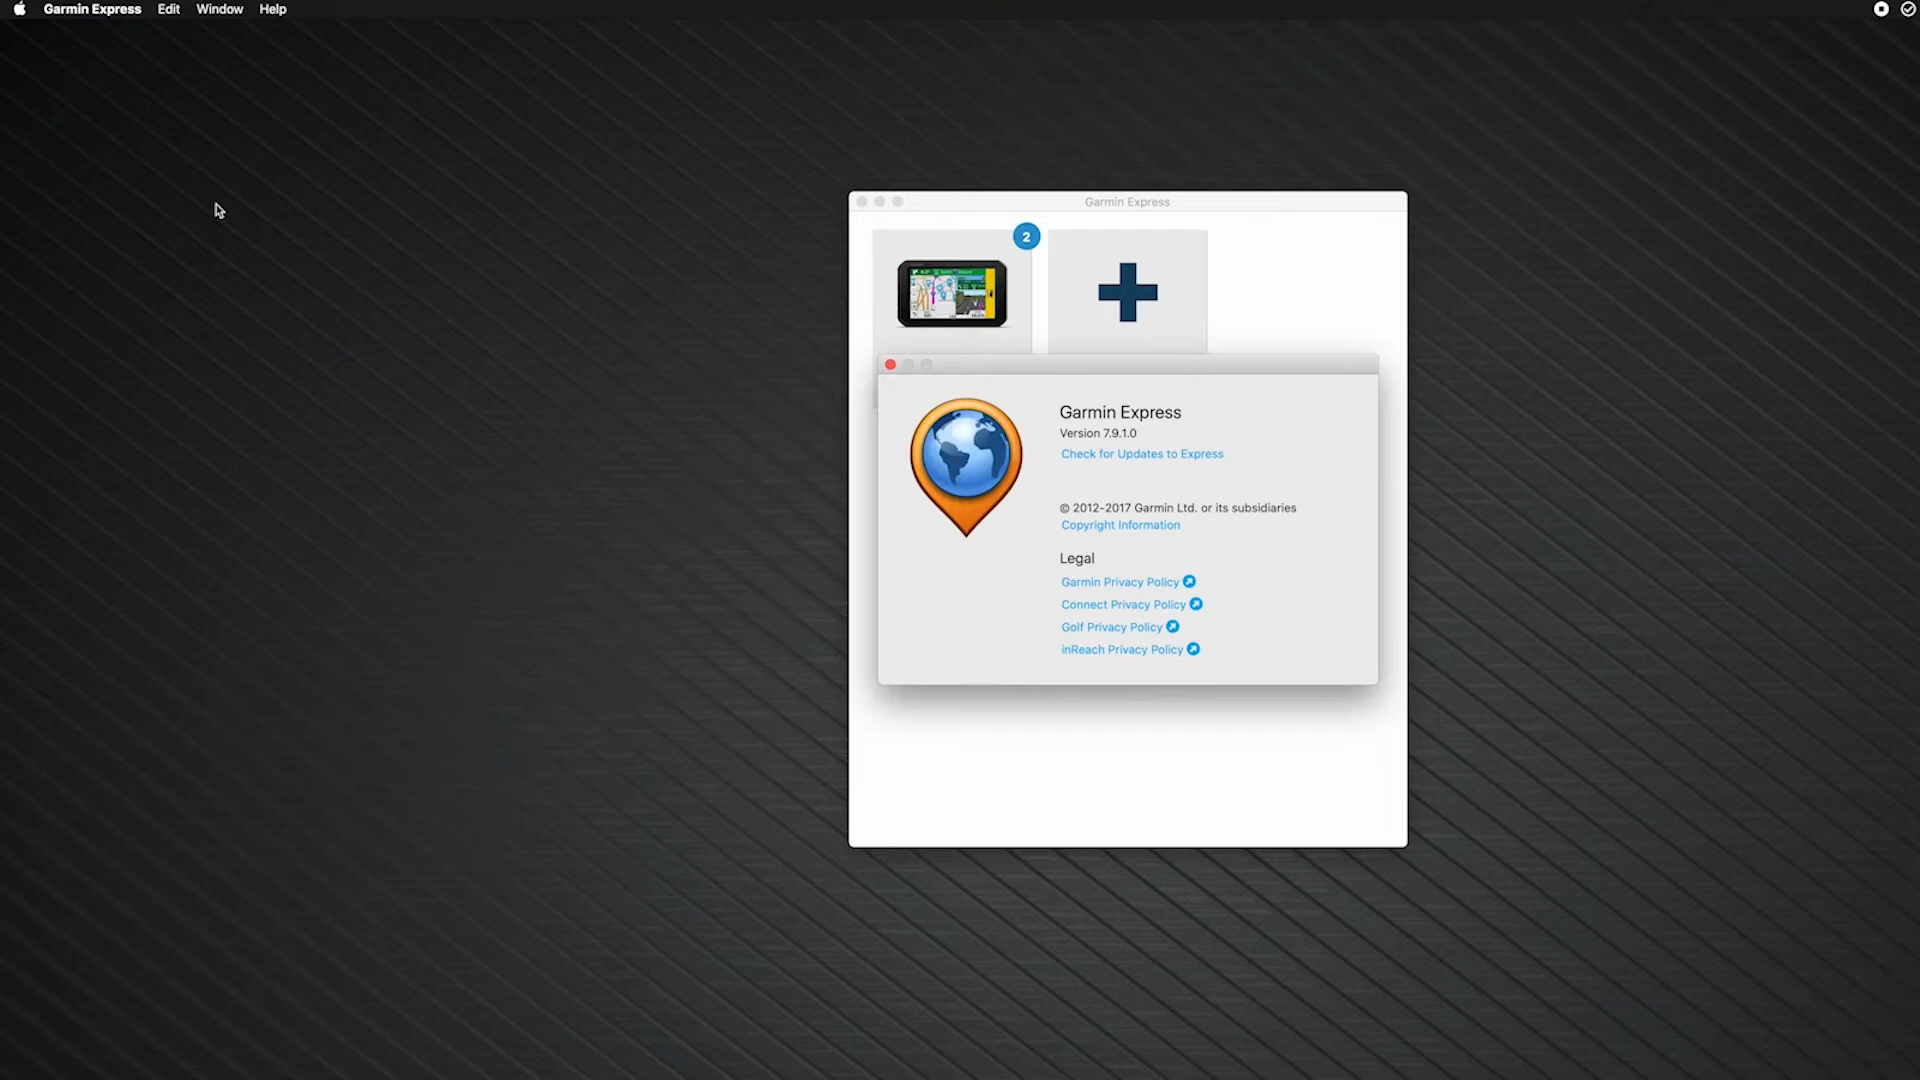 Garmin Express Edit Window Help
Garmin Express
2
Garmin Express
Version 7.9.1.0
Check for Updates to Express
© 2012-2017 Garmin Ltd. or its subsidiaries
Copyright Information
Legal
Garmin Privacy Policy
Connect Privacy Policy
Golf Privacy Policy
inReach Privacy Policy